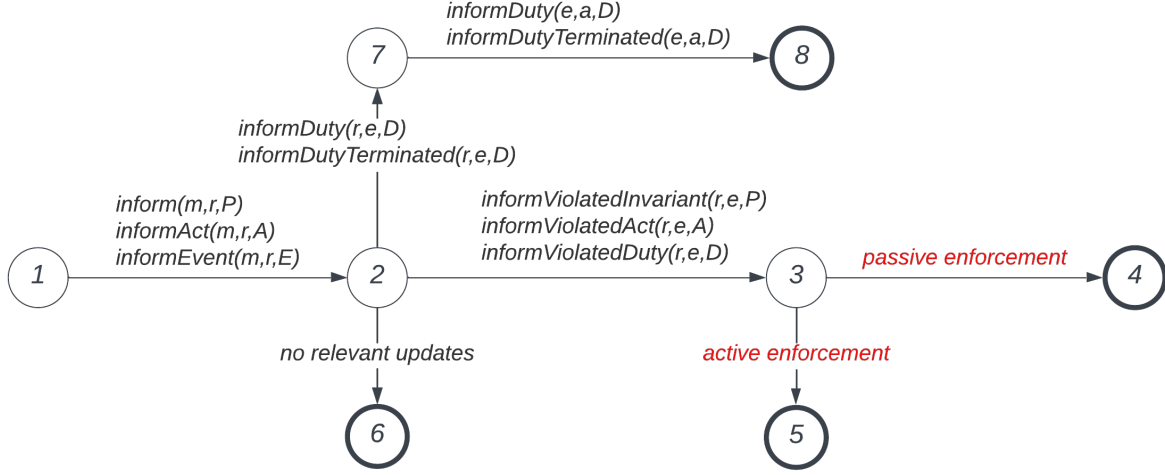 informDuty(e,a,D)
informDutyTerminated(e,a,D)
7
8
informDuty(r,e,D)
informDutyTerminated(r,e,D)
inform(m,r,P)
informAct(m,r,A)
informEvent(m,r,E)
informViolatedInvariant(r,e,P)
informViolatedAct(r,e,A)
informViolatedDuty(r,e,D)
passive enforcement
1
2
3
4
no relevant updates
active enforcement
6
5